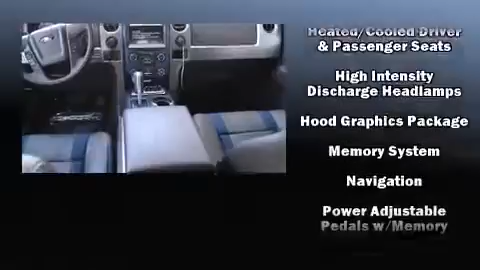 Heated/Cooled Driver
& Passenger Seats
High Intensity
Discharge Headlamps
Hood Graphics Package
Memory System
Navigation
Power Adjustable
Pedals w/Memory